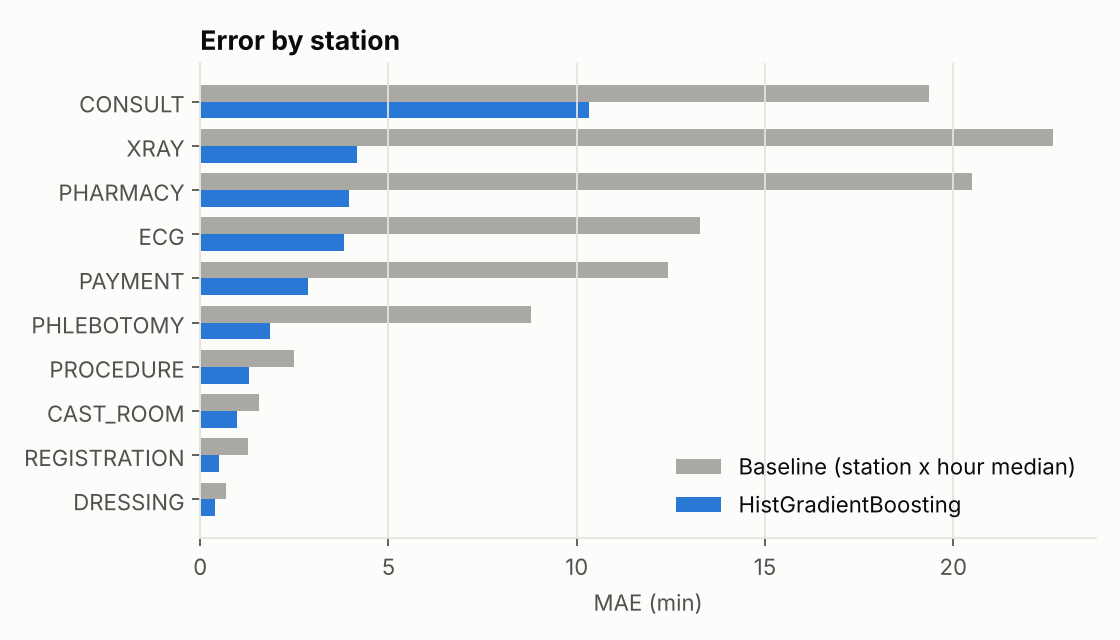 Error by station
CONSULT
XRAY
PHARMACY
ECG
PAYMENT
PHLEBOTOMY
PROCEDURE
CAST_ROOM
REGISTRATION
DRESSING
Baseline (station x hour median)
HistGradientBoosting
0 5 10 15 20
MAE (min)